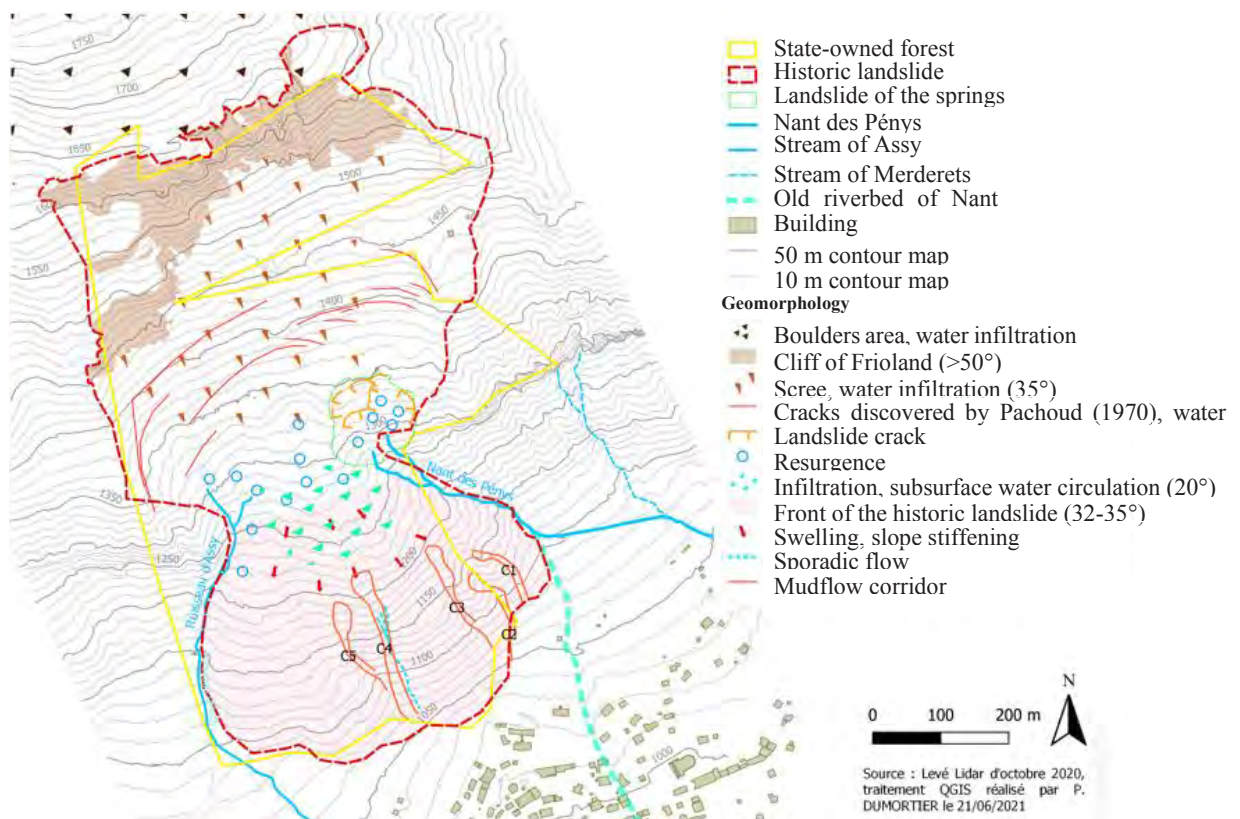 1750
1700
1650
1500
1450
1550
1400
1350
1300
1250
1200
1150
1100
1050
1000
Nant des Pénys
Ruisseau d'Assy
C1
C2
C3
C4
C5
State-owned forest
Historic landslide
Landslide of the springs
Nant des Pénys
Stream of Assy
Stream of Merderets
Old riverbed of Nant
Building
50 m contour map
10 m contour map
Geomorphology
Boulders area, water infiltration
Cliff of Frioland (>50°)
Scree, water infiltration (35°)
Cracks discovered by Pachoud (1970), water
Landslide crack
Resurgence
Infiltration, subsurface water circulation (20°)
Front of the historic landslide (32-35°)
Swelling, slope stiffening
Sporadic flow
Mudflow corridor
N
0 100 200 m
Source : Levé Lidar d'octobre 2020,
traitement QGIS réalisé par P.
DUMORTIER le 21/06/2021